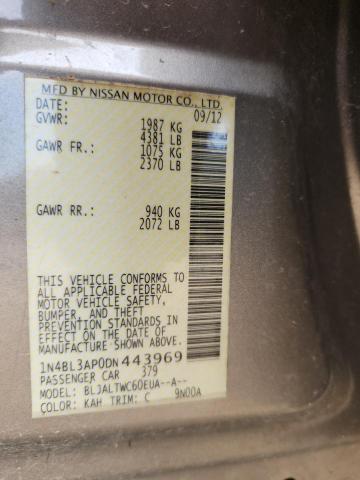 MFD BY NISSAN MOTOR CO., LTD.
DATE: 09/12
GVWR: 1987 KG
4381 LB
GAWR FR.: 1075 KG
2370 LB
GAWR RR.: 940 KG
2072 LB
THIS VEHICLE CONFORMS TO
ALL APPLICABLE FEDERAL
MOTOR VEHICLE SAFETY,
BUMPER, AND THEFT
PREVENTION STANDARDS IN
EFFECT ON THE DATE OF
MANUFACTURE SHOWN ABOVE.
1N4BL3AP0DN443969
PASSENGER CAR 379
MODEL: BLJALTWC60EUA--A--
COLOR: KAH TRIM: C 9N00A